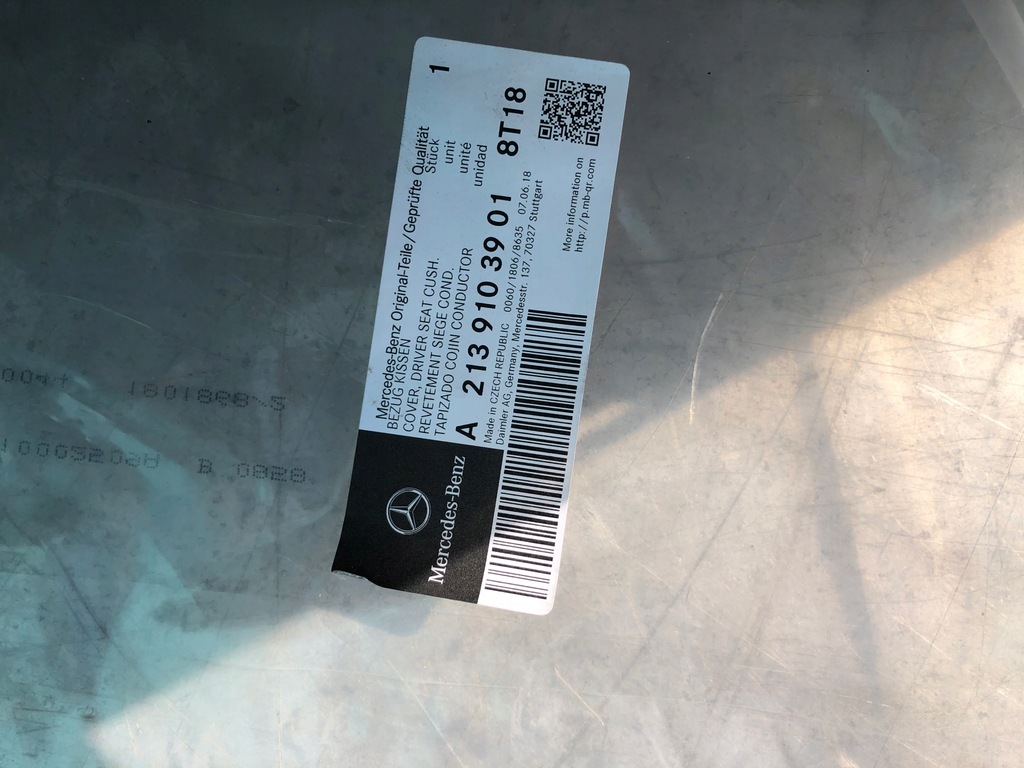 Mercedes-Benz Original-Teile/Geprüfte Qualität
BEZUG KISSEN Stück 1
COVER, DRIVER SEAT CUSH. unit
REVETEMENT SIEGE COND. unité
TAPIZADO COJIN CONDUCTOR unidad
A 213 910 39 01 8T18
Made in CZECH REPUBLIC 0060/1806/8635 07.06.18
Daimler AG, Germany, Mercedesstr. 137, 70327 Stuttgart
More information on
http://p.mb-qr.com
Mercedes-Benz
B 0828